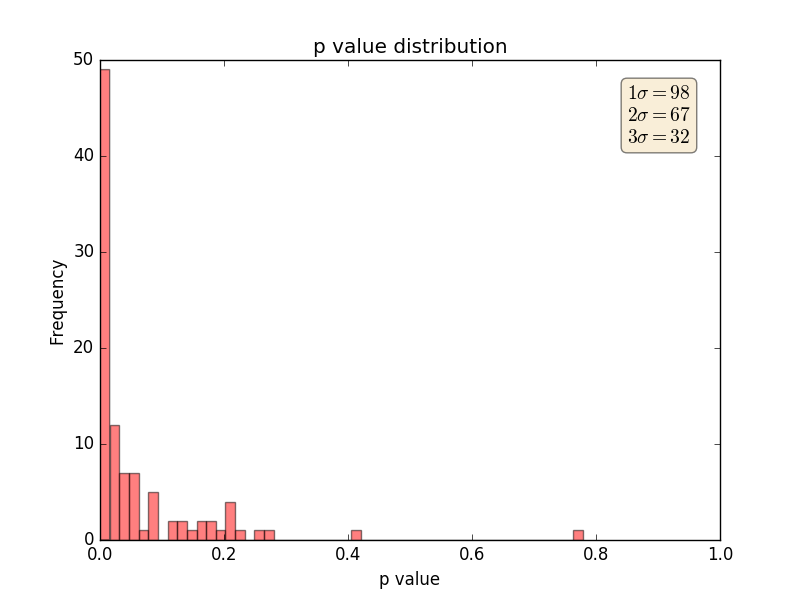 p value distribution
50
40
30
20
10
0
Frequency
1σ = 98
2σ = 67
3σ = 32
0.0 0.2 0.4 0.6 0.8 1.0
p value